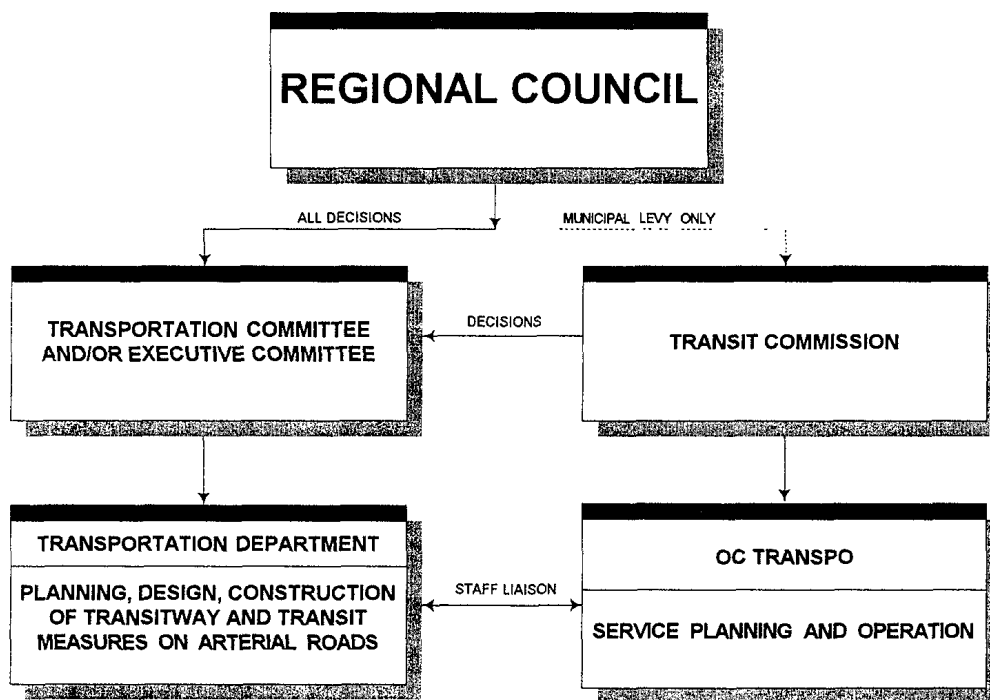 REGIONAL COUNCIL
ALL DECISIONS
MUNICIPAL LEVY ONLY
TRANSPORTATION COMMITTEE
AND/OR EXECUTIVE COMMITTEE
DECISIONS
TRANSIT COMMISSION
TRANSPORTATION DEPARTMENT
PLANNING, DESIGN, CONSTRUCTION
OF TRANSITWAY AND TRANSIT
MEASURES ON ARTERIAL ROADS
STAFF LIAISON
OC TRANSPO
SERVICE PLANNING AND OPERATION